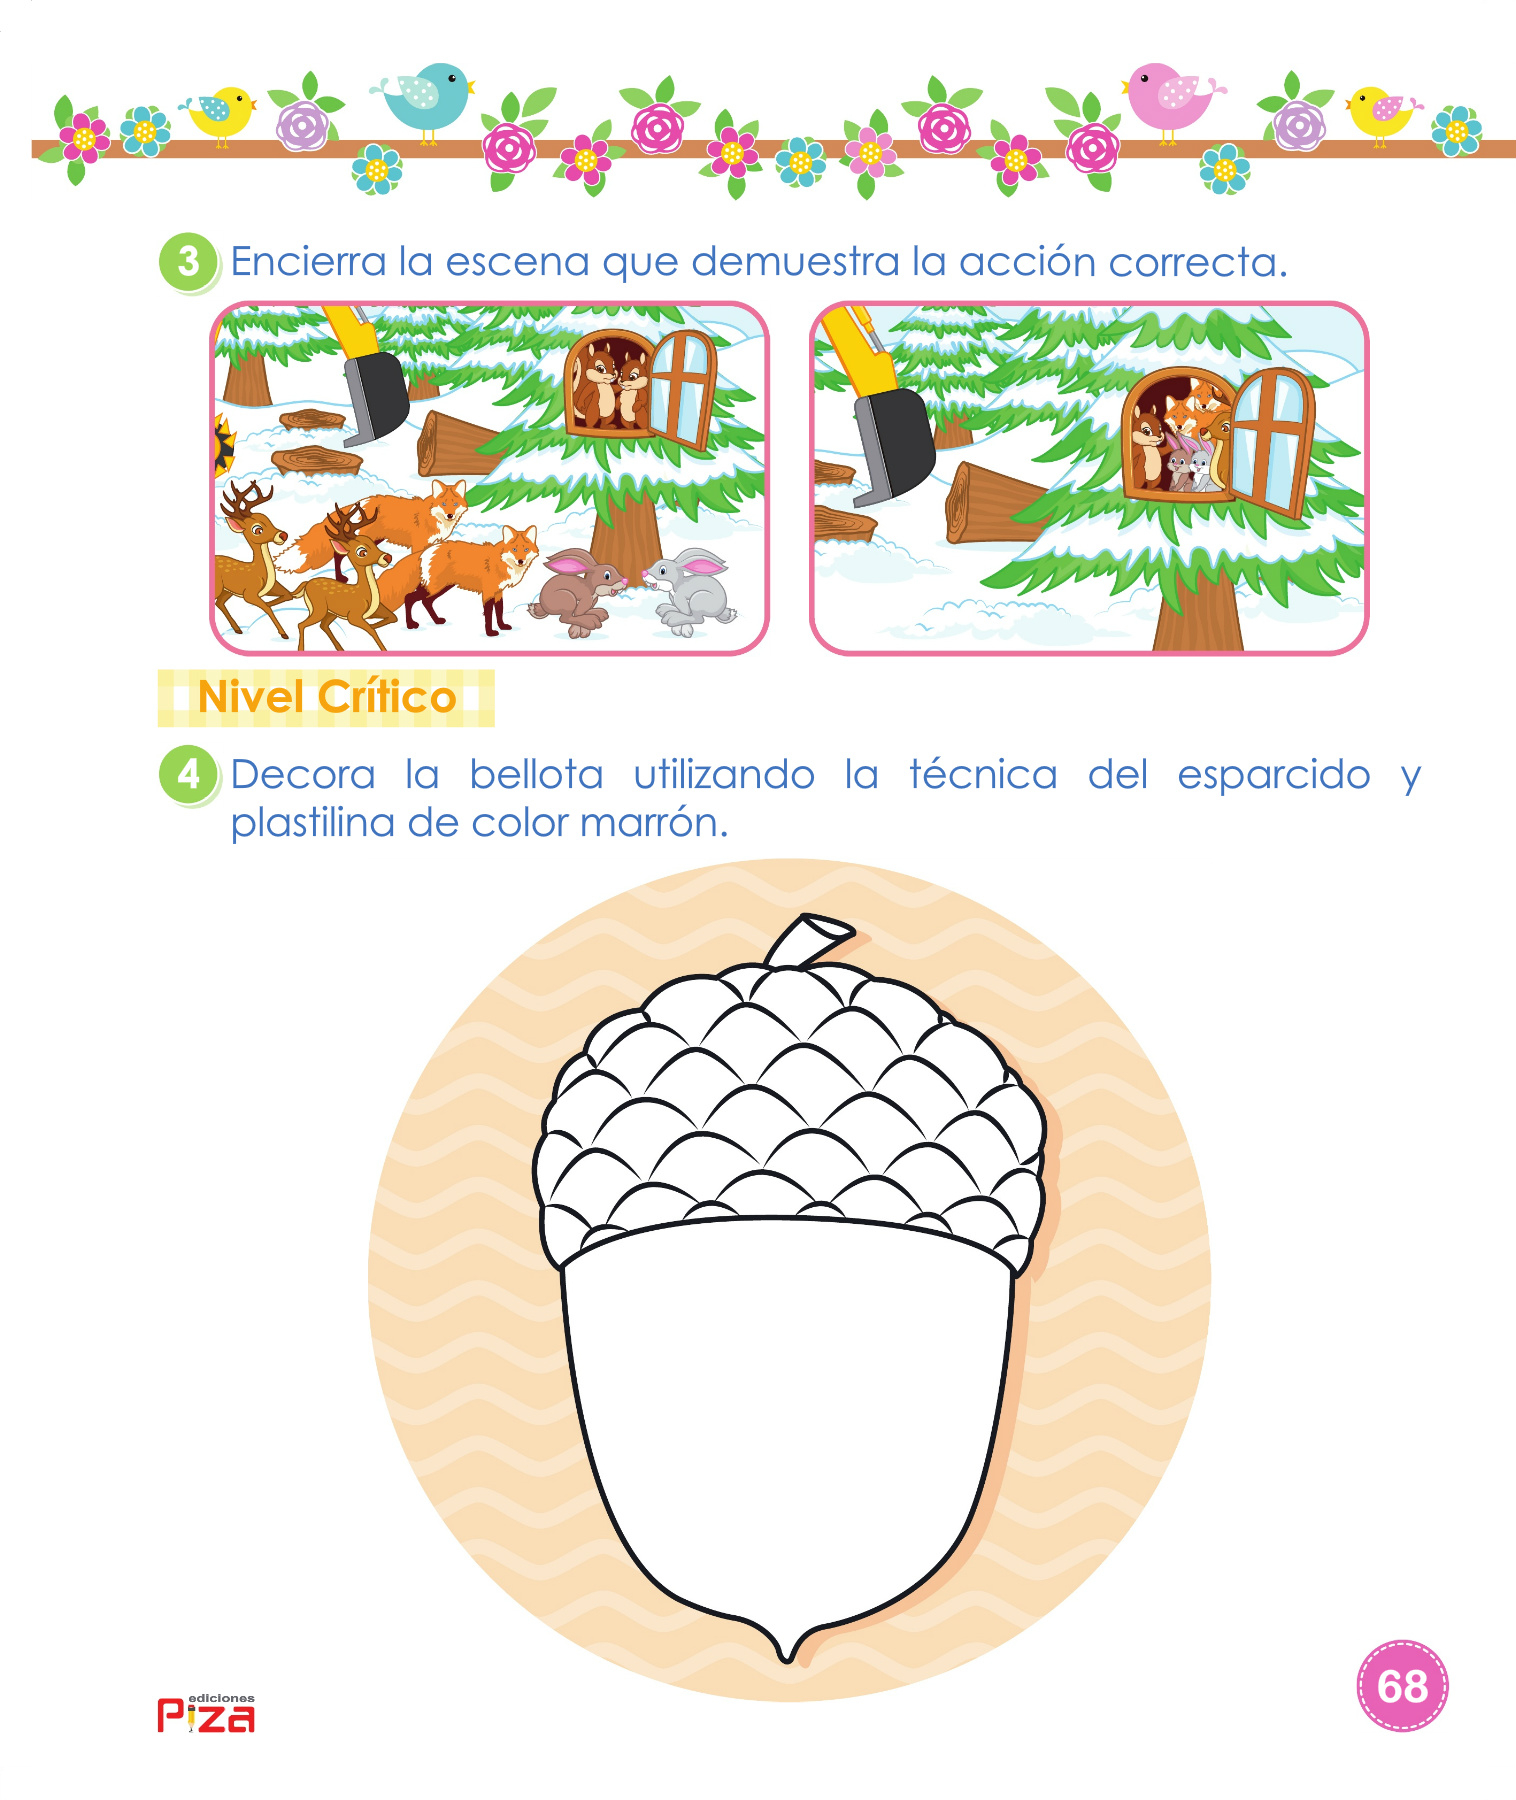 3 Encierra la escena que demuestra la acción correcta.
Nivel Crítico
4 Decora la bellota utilizando la técnica del esparcido y
plastilina de color marrón.
ediciones
Piza
68